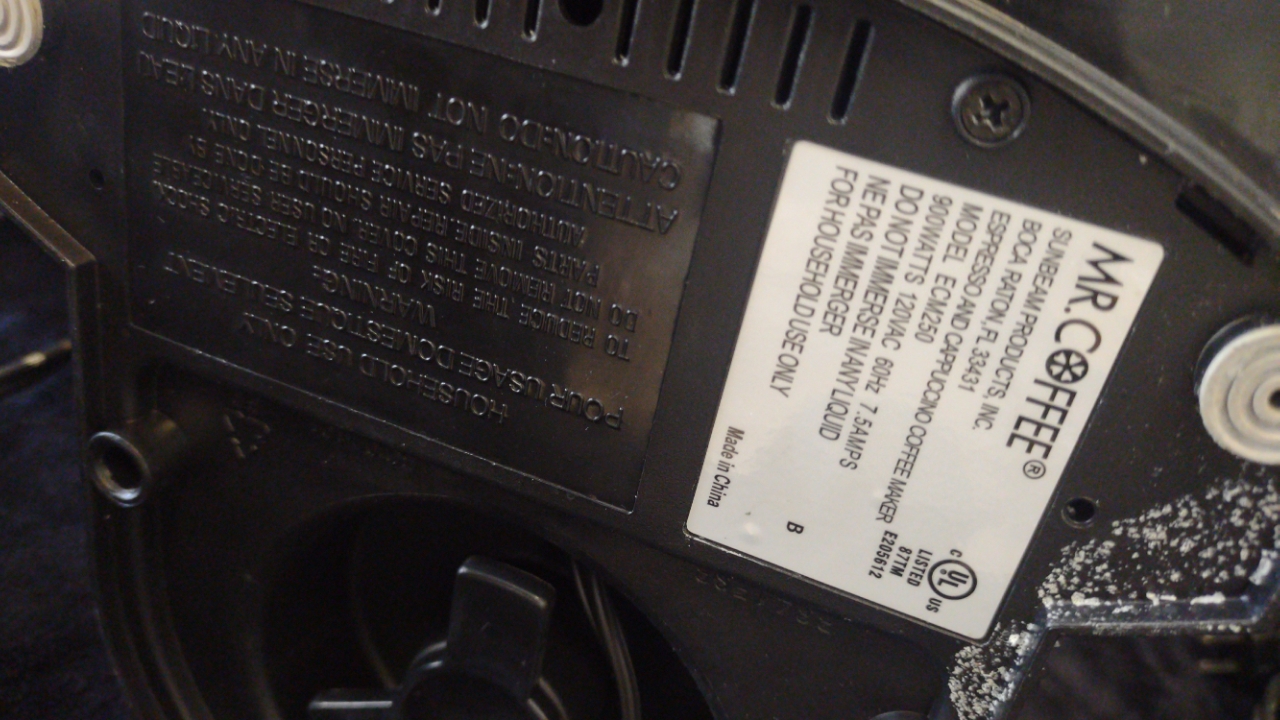 MR.COFFEE®
SUNBEAM PRODUCTS, INC.
BOCA RATON, FL 33431
ESPRESSO AND CAPPUCCINO COFFEE MAKER
MODEL ECM250
900WATTS 120VAC 60Hz 7.5AMPS
DO NOT IMMERSE IN ANY LIQUID
NE PAS IMMERGER
FOR HOUSEHOLD USE ONLY
C UL US
LISTED
87TM
E205612
B
Made in China
HOUSEHOLD USE ONLY
POUR USAGE DOMESTIQUE SEULEMENT
WARNING:
TO REDUCE THE RISK OF FIRE OR ELECTRIC SHOCK
DO NOT REMOVE THIS COVER. NO USER SERVICEABLE
PARTS INSIDE. REPAIR SHOULD BE DONE BY
AUTHORIZED SERVICE PERSONNEL ONLY.
ATTENTION:NE PAS IMMERGER DANS L'EAU
CAUTION:DO NOT IMMERSE IN ANY LIQUID